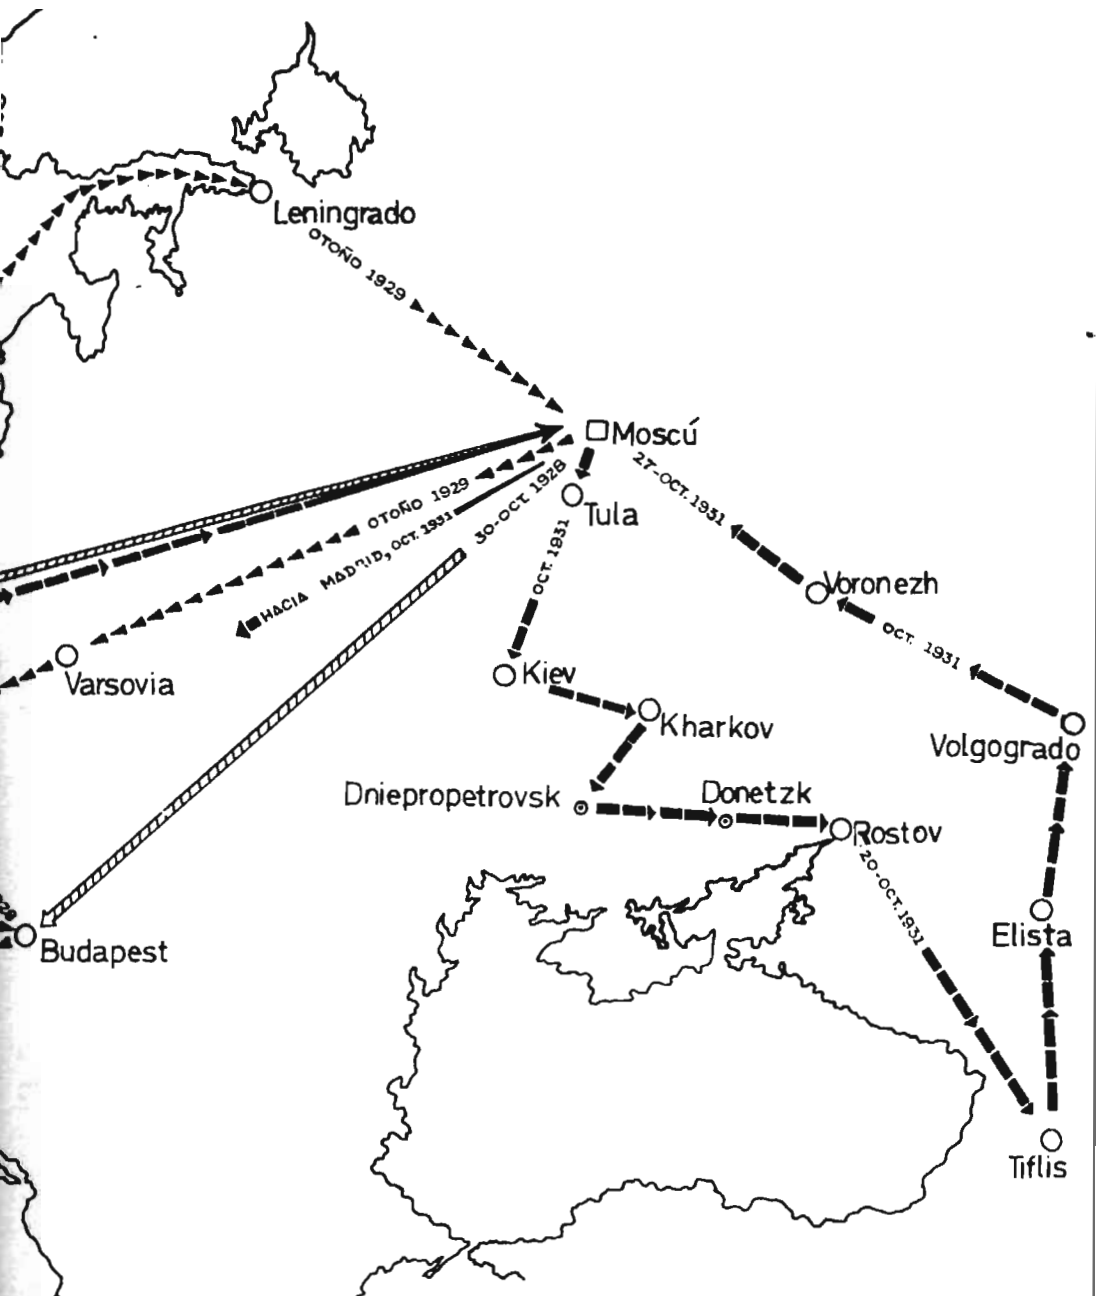 Leningrado
OTOÑO 1929
Moscú
27-OCT.1931
Tula
OTOÑO 1929
30-OCT 1928
HACIA MADRID, OCT. 1931
OCT. 1931
Voronezh
OCT. 1931
Varsovia
Kiev
Kharkov
Volgogrado
Dniepropetrovsk
Donetzk
Rostov
20-OCT.1931
Elista
Budapest
Tiflis